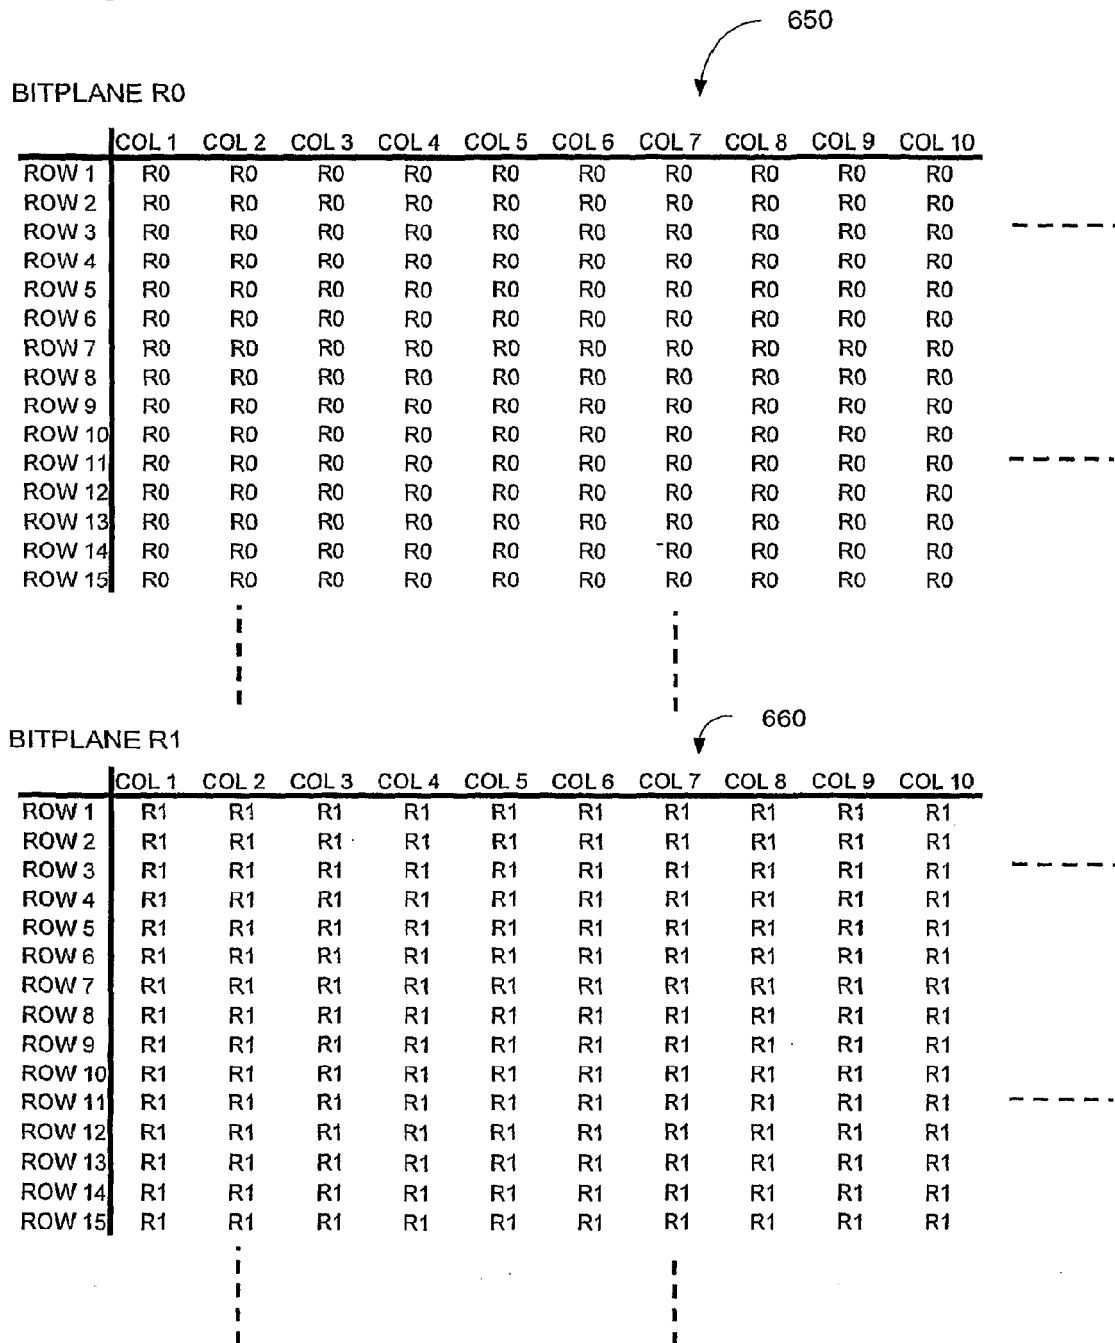 650
BITPLANE R0
COL 1 COL 2 COL 3 COL 4 COL 5 COL 6 COL 7 COL 8 COL 9 COL 10
ROW 1 R0 R0 R0 R0 R0 R0 R0 R0 R0 R0
ROW 2 R0 R0 R0 R0 R0 R0 R0 R0 R0 R0
ROW 3 R0 R0 R0 R0 R0 R0 R0 R0 R0 R0
ROW 4 R0 R0 R0 R0 R0 R0 R0 R0 R0 R0
ROW 5 R0 R0 R0 R0 R0 R0 R0 R0 R0 R0
ROW 6 R0 R0 R0 R0 R0 R0 R0 R0 R0 R0
ROW 7 R0 R0 R0 R0 R0 R0 R0 R0 R0 R0
ROW 8 R0 R0 R0 R0 R0 R0 R0 R0 R0 R0
ROW 9 R0 R0 R0 R0 R0 R0 R0 R0 R0 R0
ROW 10 R0 R0 R0 R0 R0 R0 R0 R0 R0 R0
ROW 11 R0 R0 R0 R0 R0 R0 R0 R0 R0 R0
ROW 12 R0 R0 R0 R0 R0 R0 R0 R0 R0 R0
ROW 13 R0 R0 R0 R0 R0 R0 R0 R0 R0 R0
ROW 14 R0 R0 R0 R0 R0 R0 R0 R0 R0 R0
ROW 15 R0 R0 R0 R0 R0 R0 R0 R0 R0 R0
660
BITPLANE R1
COL 1 COL 2 COL 3 COL 4 COL 5 COL 6 COL 7 COL 8 COL 9 COL 10
ROW 1 R1 R1 R1 R1 R1 R1 R1 R1 R1 R1
ROW 2 R1 R1 R1 R1 R1 R1 R1 R1 R1 R1
ROW 3 R1 R1 R1 R1 R1 R1 R1 R1 R1 R1
ROW 4 R1 R1 R1 R1 R1 R1 R1 R1 R1 R1
ROW 5 R1 R1 R1 R1 R1 R1 R1 R1 R1 R1
ROW 6 R1 R1 R1 R1 R1 R1 R1 R1 R1 R1
ROW 7 R1 R1 R1 R1 R1 R1 R1 R1 R1 R1
ROW 8 R1 R1 R1 R1 R1 R1 R1 R1 R1 R1
ROW 9 R1 R1 R1 R1 R1 R1 R1 R1 R1 R1
ROW 10 R1 R1 R1 R1 R1 R1 R1 R1 R1 R1
ROW 11 R1 R1 R1 R1 R1 R1 R1 R1 R1 R1
ROW 12 R1 R1 R1 R1 R1 R1 R1 R1 R1 R1
ROW 13 R1 R1 R1 R1 R1 R1 R1 R1 R1 R1
ROW 14 R1 R1 R1 R1 R1 R1 R1 R1 R1 R1
ROW 15 R1 R1 R1 R1 R1 R1 R1 R1 R1 R1